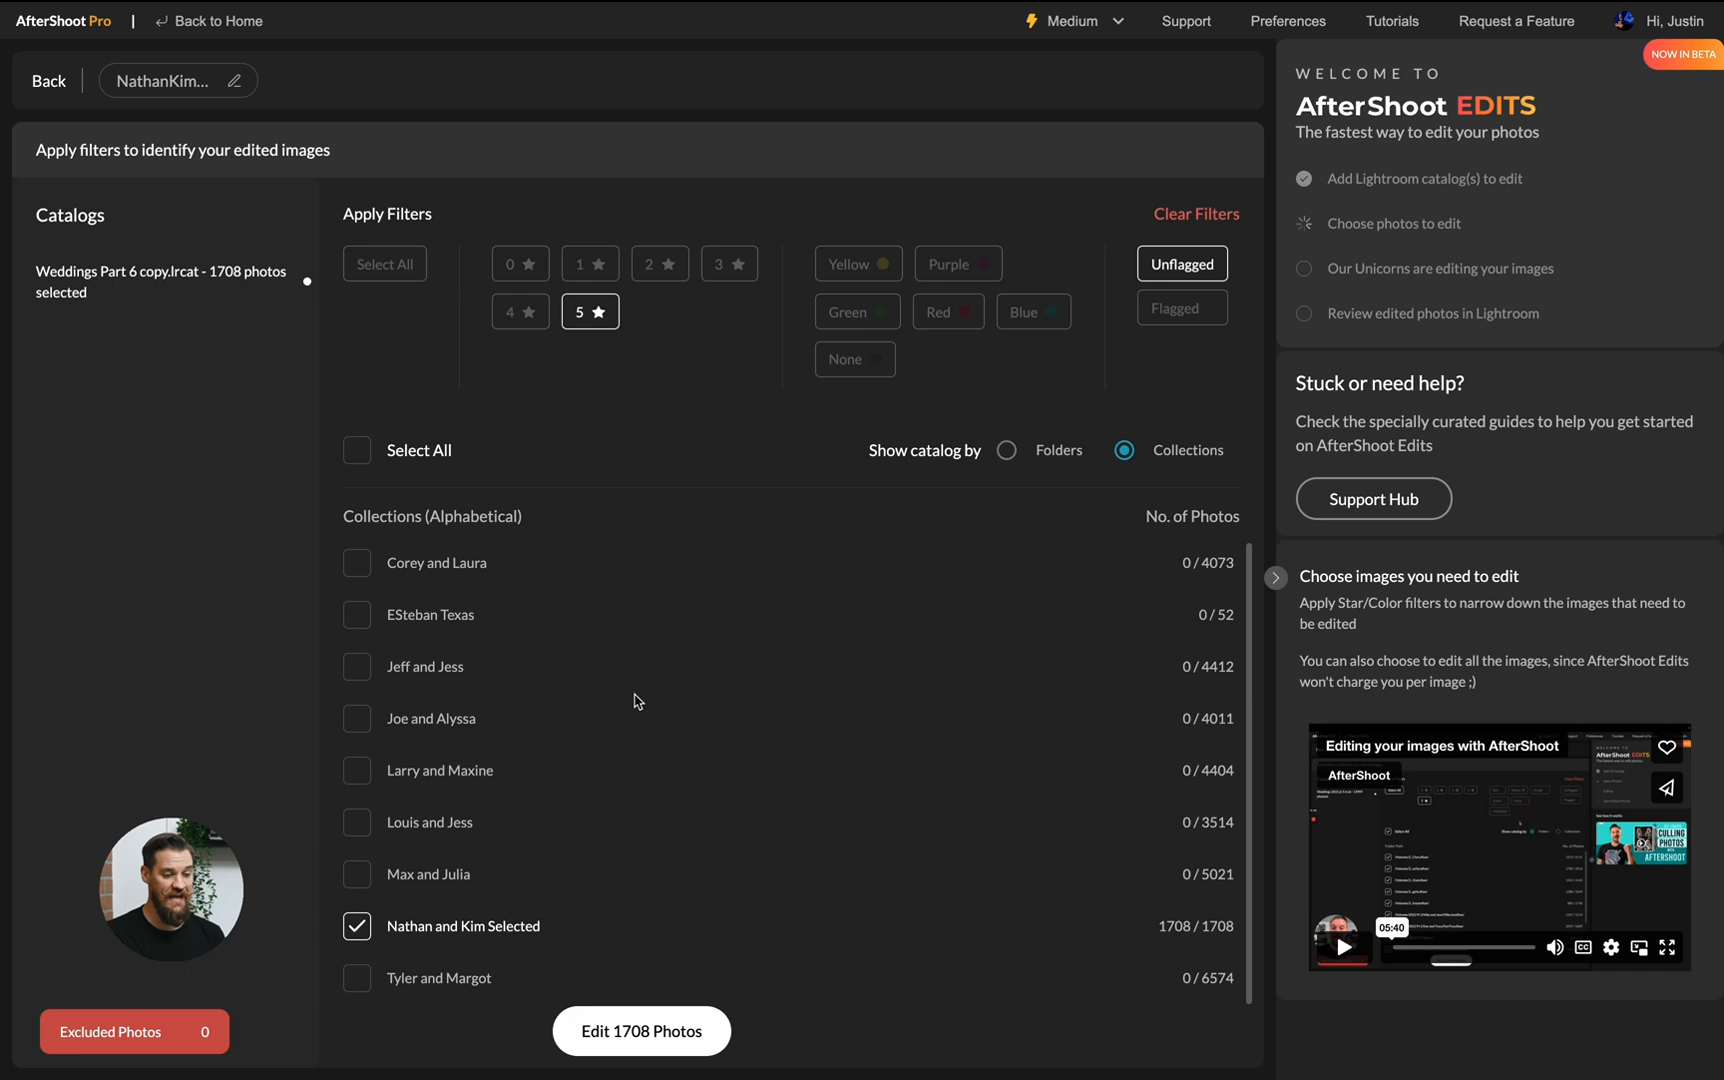 AfterShoot Pro | Back to Home
Medium Support Preferences Tutorials Request a Feature Hi, Justin
Back NathanKim...
Apply filters to identify your edited images
Catalogs
Weddings Part 6 copy.lrcat - 1708 photos
selected
Apply Filters Clear Filters
Select All 0 1 2 3 Yellow Purple Unflagged
4 5 Green Red Blue Flagged
None
Select All Show catalog by Folders Collections
Collections (Alphabetical) No. of Photos
Corey and Laura 0 / 4073
ESteban Texas 0 / 52
Jeff and Jess 0 / 4412
Joe and Alyssa 0 / 4011
Larry and Maxine 0 / 4404
Louis and Jess 0 / 3514
Max and Julia 0 / 5021
Nathan and Kim Selected 1708 / 1708
Tyler and Margot 0 / 6574
Excluded Photos 0
Edit 1708 Photos
NOW IN BETA
WELCOME TO
AfterShoot EDITS
The fastest way to edit your photos
Add Lightroom catalog(s) to edit
Choose photos to edit
Our Unicorns are editing your images
Review edited photos in Lightroom
Stuck or need help?
Check the specially curated guides to help you get started
on AfterShoot Edits
Support Hub
Choose images you need to edit
Apply Star/Color filters to narrow down the images that need to
be edited
You can also choose to edit all the images, since AfterShoot Edits
won't charge you per image ;)
Editing your images with AfterShoot
AfterShoot
CULLING
PHOTOS
WITH
AFTERSHOOT
05:40
CC